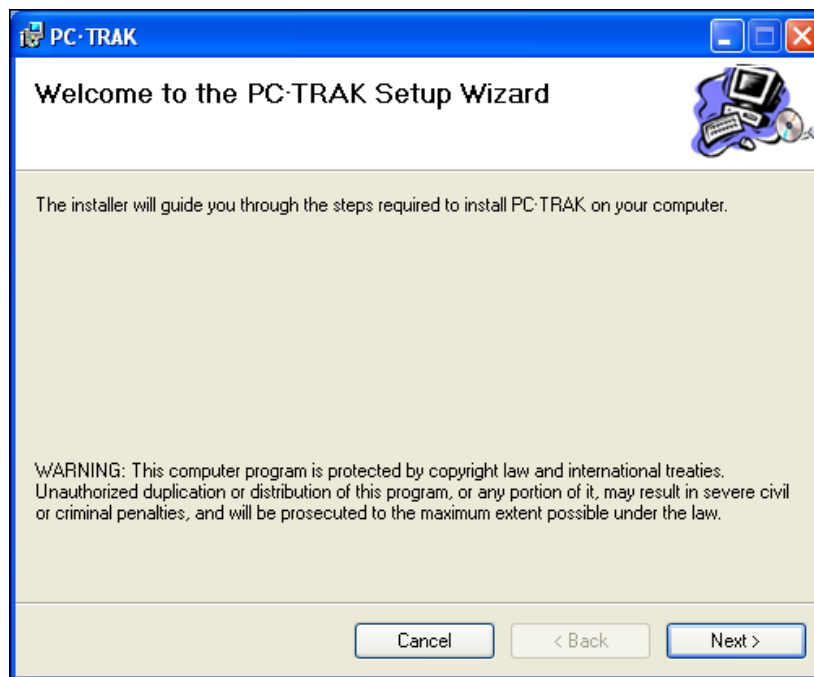 PC·TRAK
Welcome to the PC·TRAK Setup Wizard
The installer will guide you through the steps required to install PC·TRAK on your computer.
WARNING: This computer program is protected by copyright law and international treaties.
Unauthorized duplication or distribution of this program, or any portion of it, may result in severe civil
or criminal penalties, and will be prosecuted to the maximum extent possible under the law.
Cancel
< Back
Next >